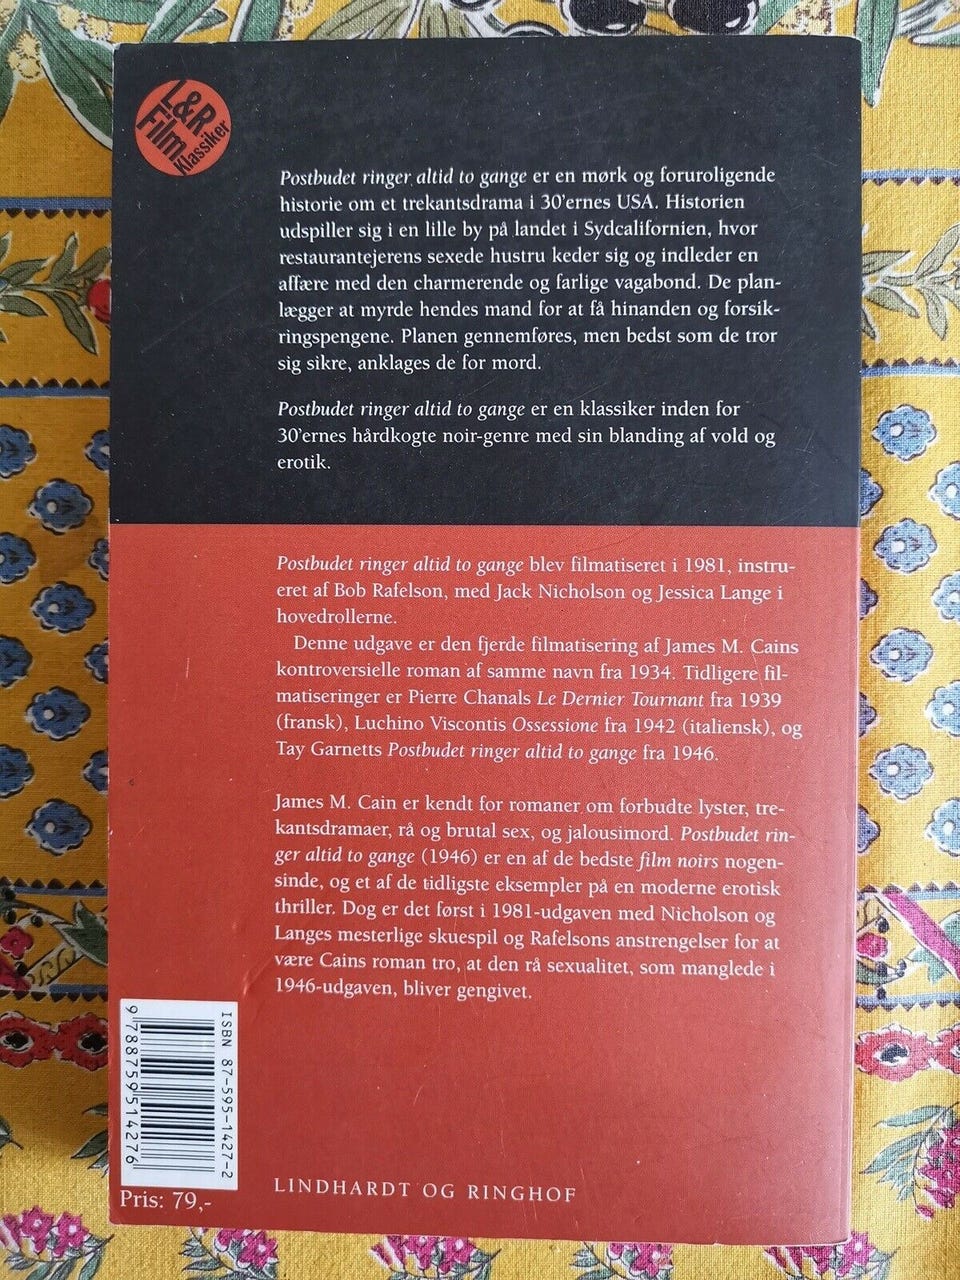 L&R
Film
Klassiker
Postbudet ringer altid to gange er en mørk og foruroligende
historie om et trekantsdrama i 30'ernes USA. Historien
udspiller sig i en lille by på landet i Sydcalifornien, hvor
restaurantejerens sexede hustru keder sig og indleder en
affære med den charmerende og farlige vagabond. De plan-
lægger at myrde hendes mand for at få hinanden og forsik-
ringspengene. Planen gennemføres, men bedst som de tror
sig sikre, anklages de for mord.
Postbudet ringer altid to gange er en klassiker inden for
30'ernes hårdkogte noir-genre med sin blanding af vold og
erotik.
Postbudet ringer altid to gange blev filmatiseret i 1981, instru-
eret af Bob Rafelson, med Jack Nicholson og Jessica Lange i
hovedrollerne.
Denne udgave er den fjerde filmatisering af James M. Cains
kontroversielle roman af samme navn fra 1934. Tidligere fil-
matiseringer er Pierre Chanals Le Dernier Tournant fra 1939
(fransk), Luchino Viscontis Ossessione fra 1942 (italiensk), og
Tay Garnetts Postbudet ringer altid to gange fra 1946.
James M. Cain er kendt for romaner om forbudte lyster, tre-
kantsdramaer, rå og brutal sex, og jalousimord. Postbudet rin-
ger altid to gange (1946) er en af de bedste film noirs nogen-
sinde, og et af de tidligste eksempler på en moderne erotisk
thriller. Dog er det først i 1981-udgaven med Nicholson og
Langes mesterlige skuespil og Rafelsons anstrengelser for at
være Cains roman tro, at den rå sexualitet, som manglede i
1946-udgaven, bliver gengivet.
ISBN 87-595-1427-2
9 788759 514276
Pris: 79,-
LINDHARDT OG RINGHOF